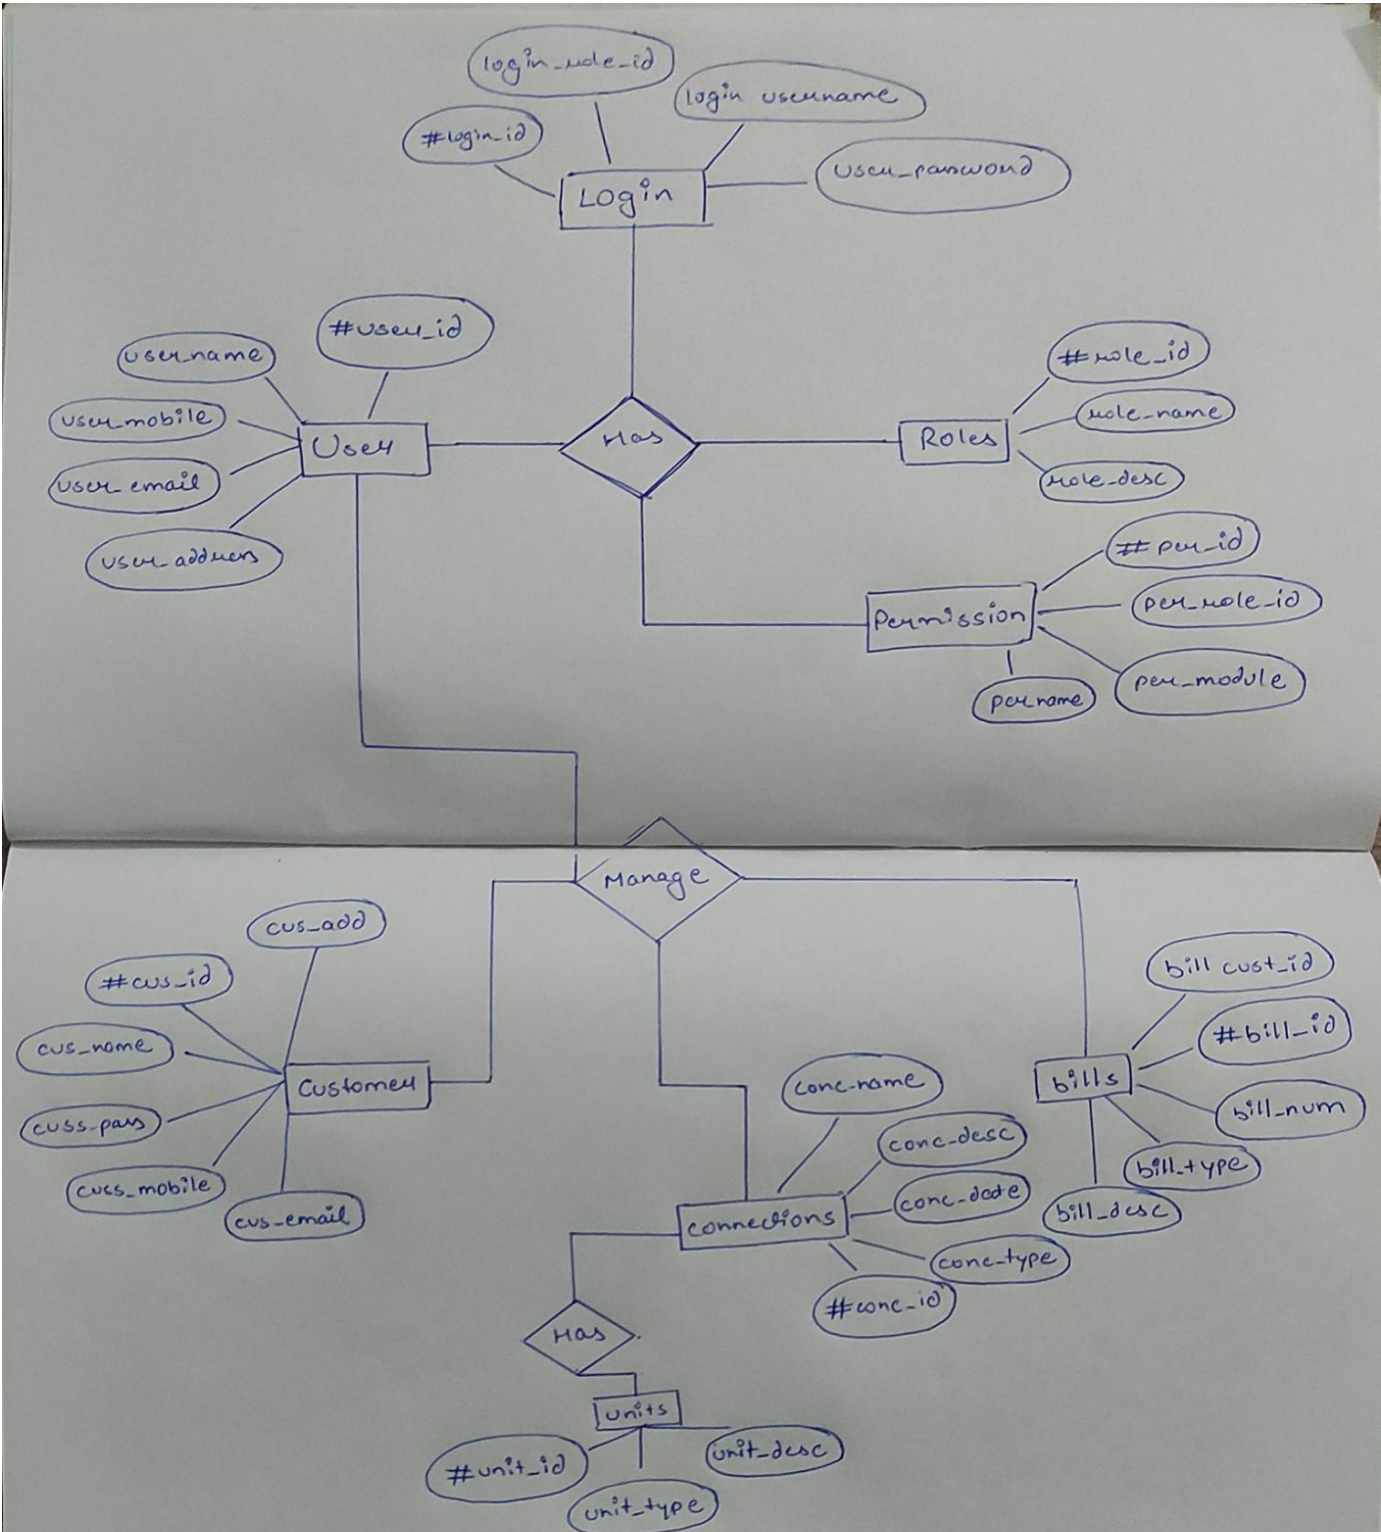 login_role_id
login username
#login_id
user_password
Login
#user_id
user_name
user_mobile
user_email
user_address
User
Has
Roles
#role_id
role_name
role_desc
#per_id
per_role_id
per_module
per_name
Permission
Manage
cus_add
#cus_id
cus_name
cuss_pass
cuss_mobile
cus_email
Customer
bill cust_id
#bill_id
bill_num
bill_type
bill_desc
bills
conc_name
conc_desc
conc_date
conc_type
#conc_id
connections
Has
units
#unit_id
unit_desc
unit_type